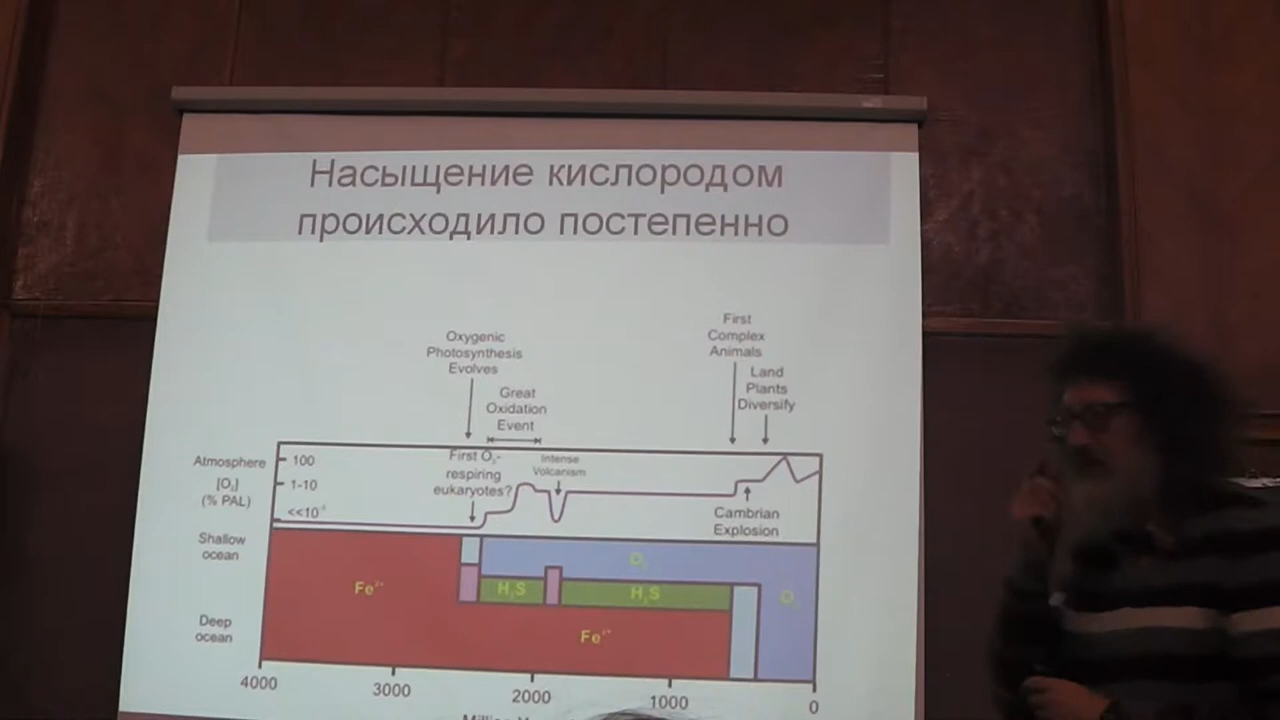 Насыщение кислородом
происходило постепенно
First
Complex
Animals
Oxygenic
Photosynthesis
Evolves
Land
Plants
Diversify
Great
Oxidation
Event
First O₂-
respiring
eukaryotes?
Intense
Volcanism
Atmosphere
[O₂]
(% PAL)
100
1-10
Cambrian
Explosion
Shallow
ocean
Deep
ocean
Fe²⁺
O₂
H₂S
H₂S
O₂
Fe²⁺
4000
3000
2000
1000
0